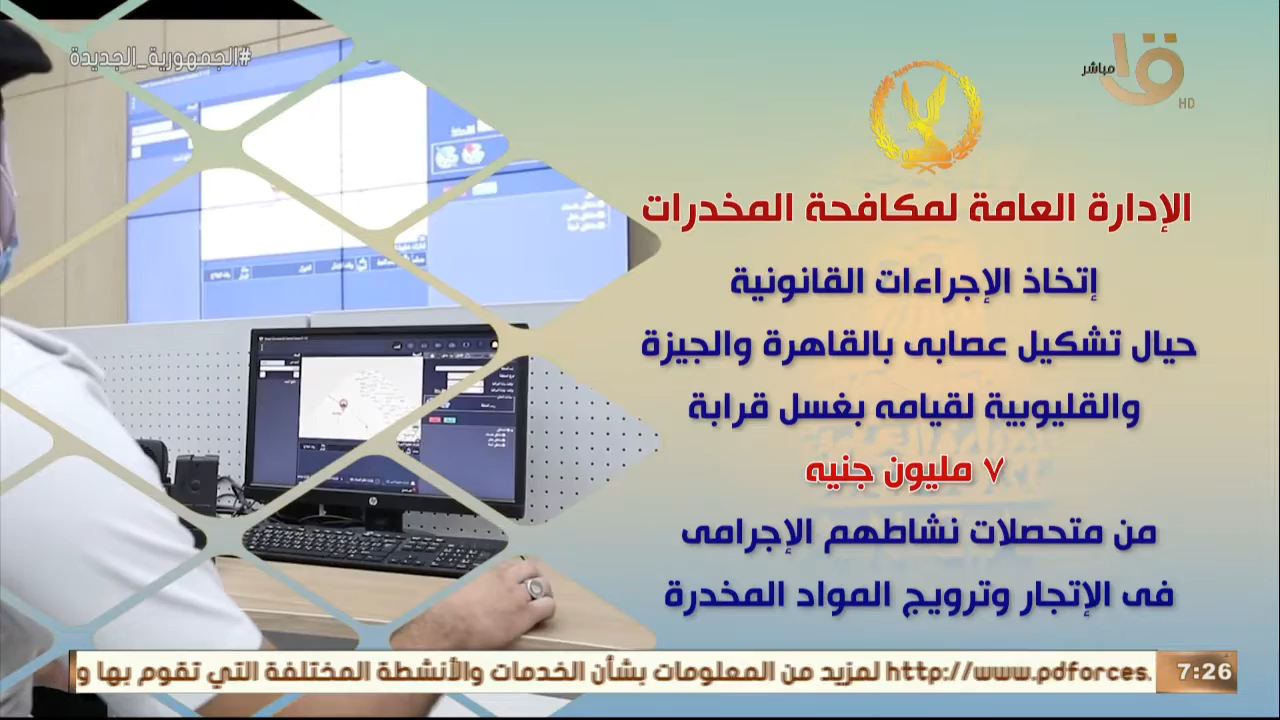 #الجمهورية_الجديدة
مباشر
HD
الإدارة العامة لمكافحة المخدرات
إتخاذ الإجراءات القانونية
حيال تشكيل عصابى بالقاهرة والجيزة
والقليوبية لقيامه بغسل قرابة
٧ مليون جنيه
من متحصلات نشاطهم الإجرامى
فى الإتجار وترويج المواد المخدرة
http://www.pdforces. لمزيد من المعلومات بشأن الخدمات والأنشطة المختلفة التي تقوم بها و
7:26